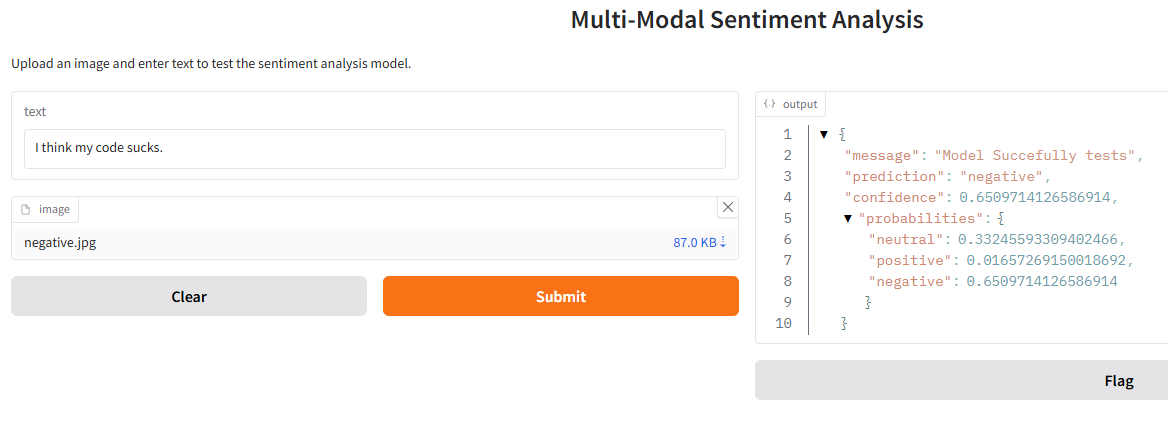 Multi-Modal Sentiment Analysis
Upload an image and enter text to test the sentiment analysis model.
text
I think my code sucks.
image
negative.jpg
87.0 KB ↓
Clear
Submit
{.} output
1 ▼ {
2 "message": "Model Succefully tests",
3 "prediction": "negative",
4 "confidence": 0.6509714126586914,
5 ▼ "probabilities": {
6 "neutral": 0.33245593309402466,
7 "positive": 0.01657269150018692,
8 "negative": 0.6509714126586914
9 }
10 }
Flag